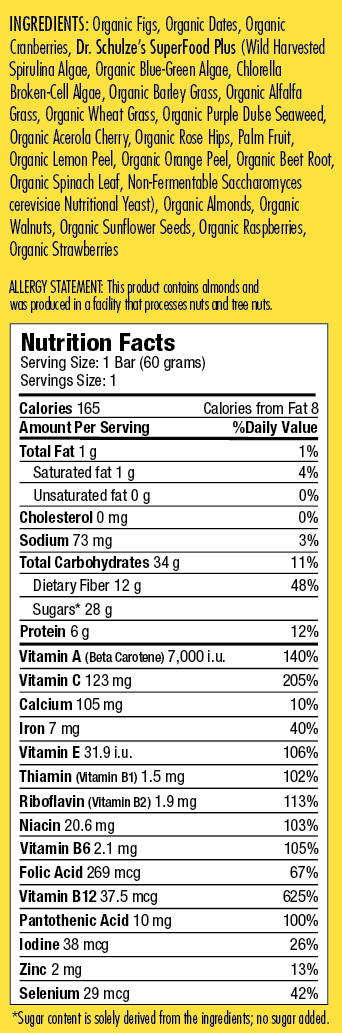 INGREDIENTS: Organic Figs, Organic Dates, Organic
Cranberries, Dr. Schulze's SuperFood Plus (Wild Harvested
Spirulina Algae, Organic Blue-Green Algae, Chlorella
Broken-Cell Algae, Organic Barley Grass, Organic Alfalfa
Grass, Organic Wheat Grass, Organic Purple Dulse Seaweed,
Organic Acerola Cherry, Organic Rose Hips, Palm Fruit,
Organic Lemon Peel, Organic Orange Peel, Organic Beet Root,
Organic Spinach Leaf, Non-Fermentable Saccharomyces
cerevisiae Nutritional Yeast), Organic Almonds, Organic
Walnuts, Organic Sunflower Seeds, Organic Raspberries,
Organic Strawberries
ALLERGY STATEMENT: This product contains almonds and
was produced in a facility that processes nuts and tree nuts.
Nutrition Facts
Serving Size: 1 Bar (60 grams)
Servings Size: 1
Calories 165 Calories from Fat 8
Amount Per Serving %Daily Value
Total Fat 1 g 1%
Saturated fat 1 g 4%
Unsaturated fat 0 g 0%
Cholesterol 0 mg 0%
Sodium 73 mg 3%
Total Carbohydrates 34 g 11%
Dietary Fiber 12 g 48%
Sugars* 28 g
Protein 6 g 12%
Vitamin A (Beta Carotene) 7,000 i.u. 140%
Vitamin C 123 mg 205%
Calcium 105 mg 10%
Iron 7 mg 40%
Vitamin E 31.9 i.u. 106%
Thiamin (Vitamin B1) 1.5 mg 102%
Riboflavin (Vitamin B2) 1.9 mg 113%
Niacin 20.6 mg 103%
Vitamin B6 2.1 mg 105%
Folic Acid 269 mcg 67%
Vitamin B12 37.5 mcg 625%
Pantothenic Acid 10 mg 100%
Iodine 38 mcg 26%
Zinc 2 mg 13%
Selenium 29 mcg 42%
*Sugar content is solely derived from the ingredients; no sugar added.